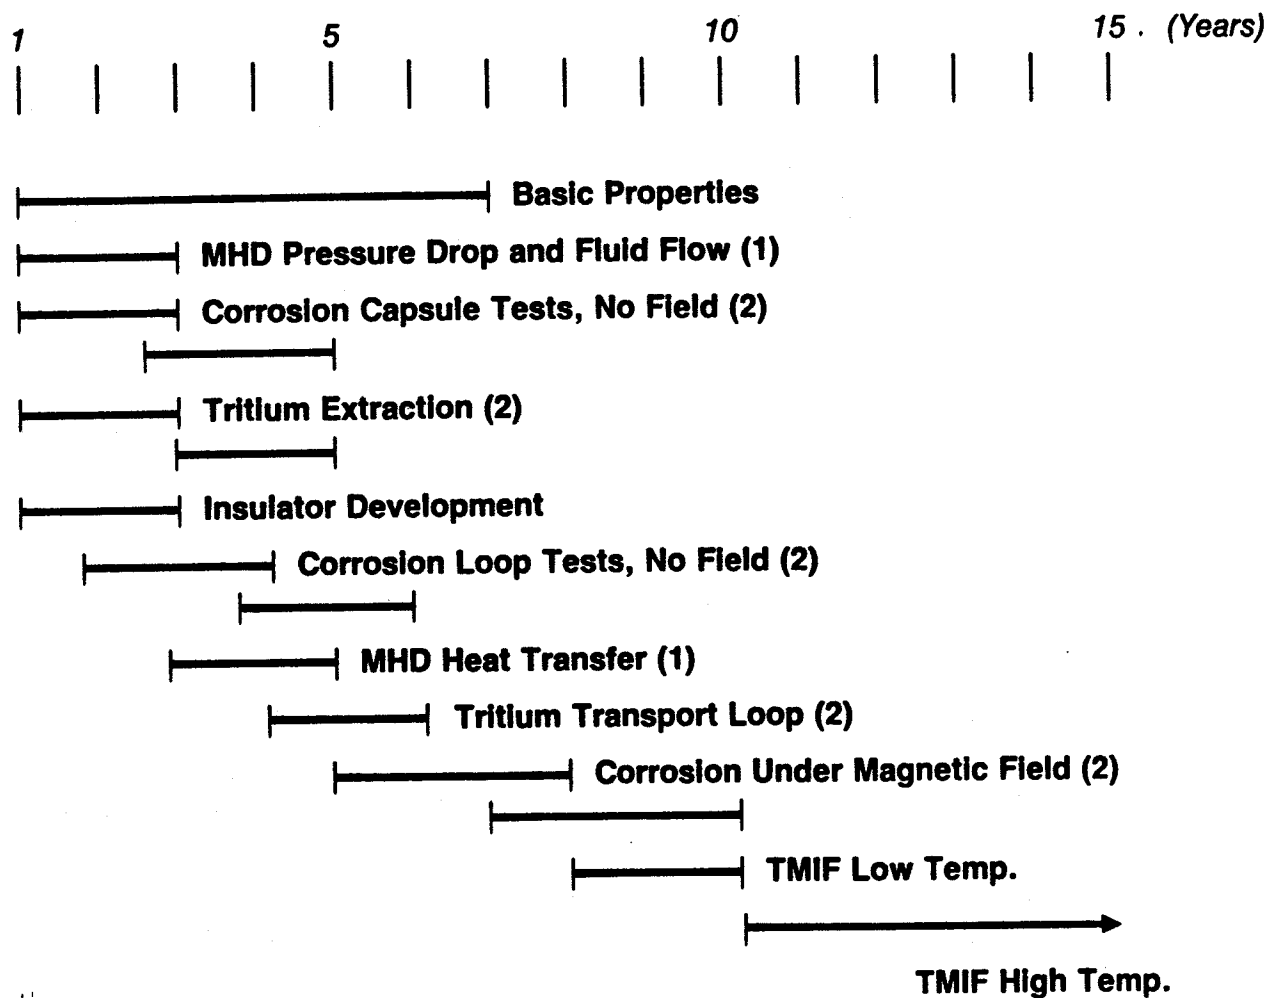 1 5 10 15 . (Years)
Basic Properties
MHD Pressure Drop and Fluid Flow (1)
Corrosion Capsule Tests, No Field (2)
Tritium Extraction (2)
Insulator Development
Corrosion Loop Tests, No Field (2)
MHD Heat Transfer (1)
Tritium Transport Loop (2)
Corrosion Under Magnetic Field (2)
TMIF Low Temp.
TMIF High Temp.